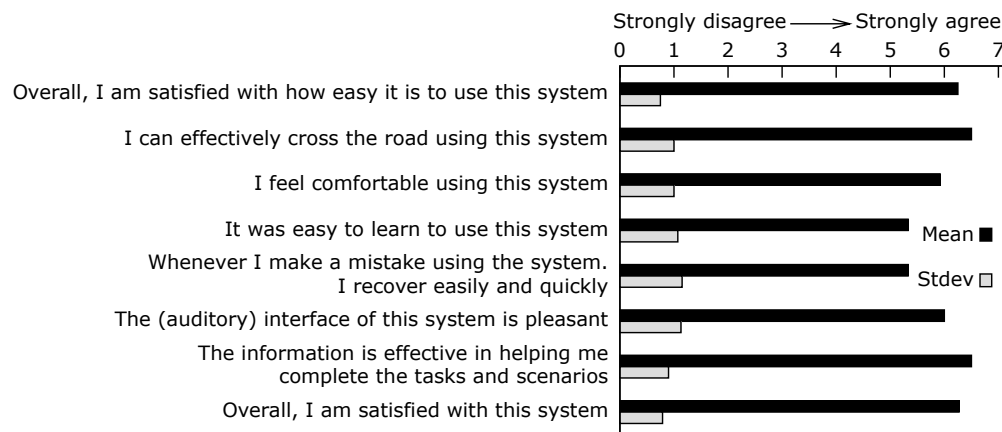 Strongly disagree → Strongly agree
0 1 2 3 4 5 6 7
Overall, I am satisfied with how easy it is to use this system
I can effectively cross the road using this system
I feel comfortable using this system
It was easy to learn to use this system
Mean
Whenever I make a mistake using the system.
I recover easily and quickly
Stdev
The (auditory) interface of this system is pleasant
The information is effective in helping me
complete the tasks and scenarios
Overall, I am satisfied with this system